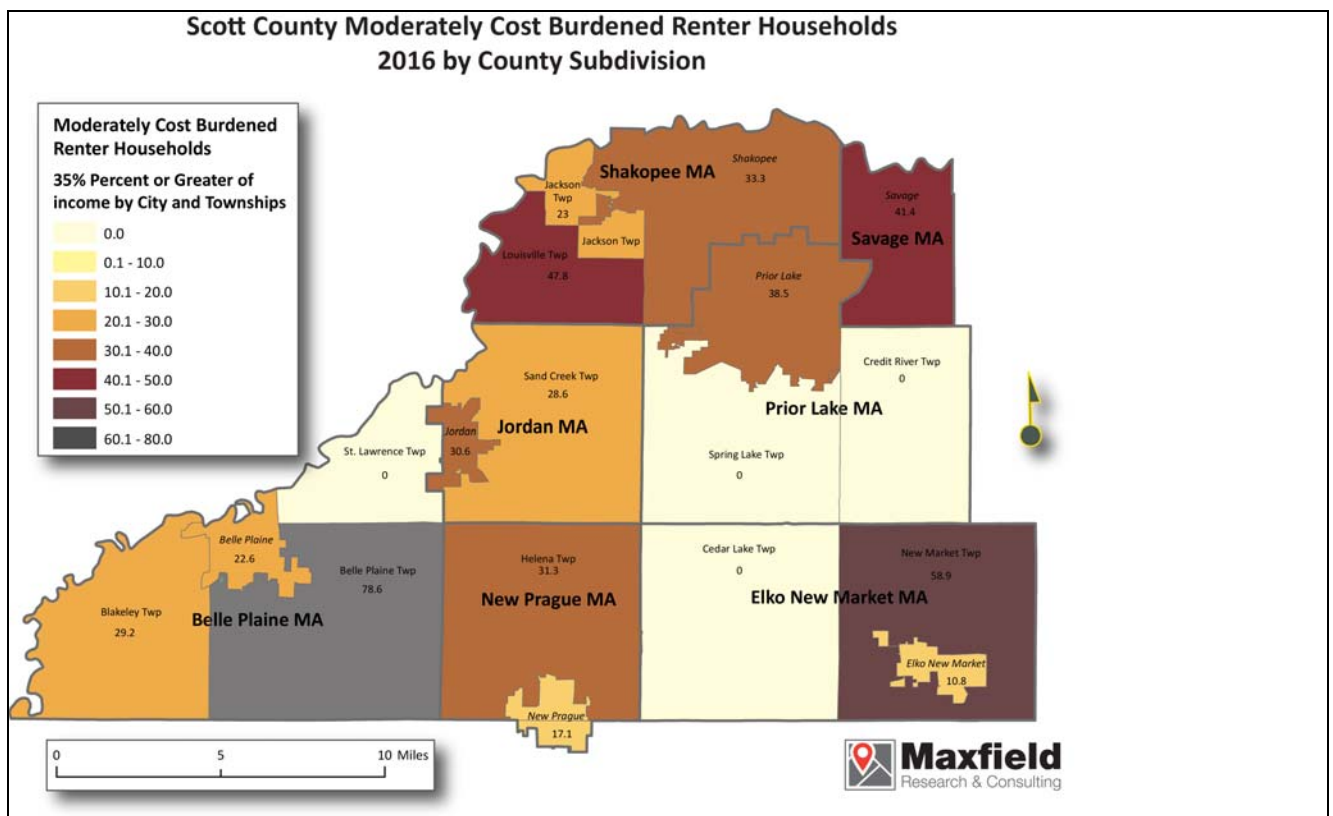 Scott County Moderately Cost Burdened Renter Households
2016 by County Subdivision
Moderately Cost Burdened
Renter Households
35% Percent or Greater of
income by City and Townships
0.0
0.1 - 10.0
10.1 - 20.0
20.1 - 30.0
30.1 - 40.0
40.1 - 50.0
50.1 - 60.0
60.1 - 80.0
Shakopee MA
Shakopee
33.3
Jackson
Twp
23
Jackson Twp
Louisville Twp
47.8
Savage
41.4
Savage MA
Prior Lake
38.5
Sand Creek Twp
28.6
Jordan MA
Jordan
30.6
St. Lawrence Twp
0
Credit River Twp
0
Prior Lake MA
Spring Lake Twp
0
Belle Plaine
22.6
Belle Plaine Twp
78.6
Blakeley Twp
29.2
Belle Plaine MA
Helena Twp
31.3
New Prague MA
New Prague
17.1
Cedar Lake Twp
0
New Market Twp
58.9
Elko New Market MA
Elko New Market
10.8
0 5 10 Miles
Maxfield
Research & Consulting